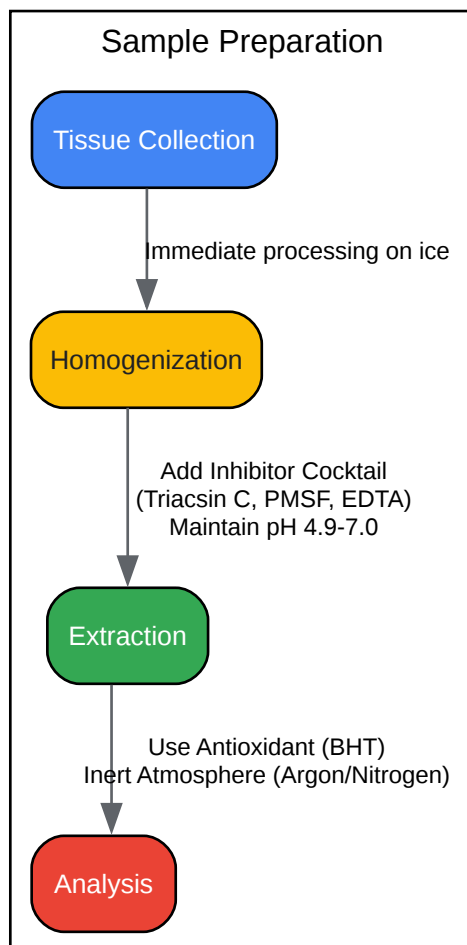 Sample Preparation
Tissue Collection
Immediate processing on ice
Homogenization
Add Inhibitor Cocktail
(Triacsin C, PMSF, EDTA)
Maintain pH 4.9-7.0
Extraction
Use Antioxidant (BHT)
Inert Atmosphere (Argon/Nitrogen)
Analysis